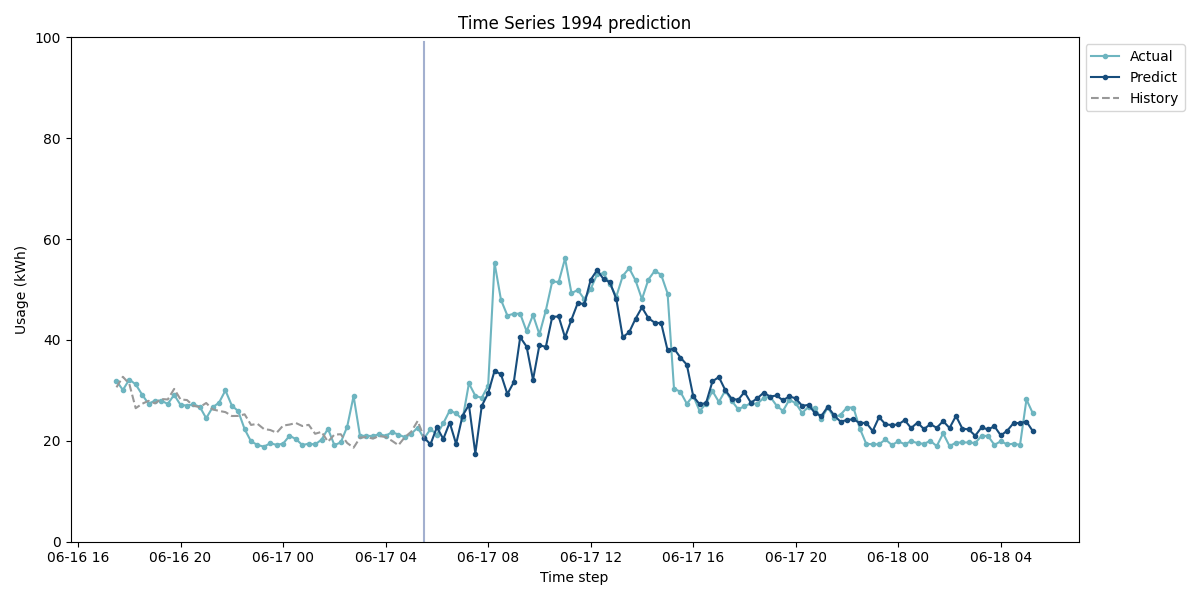 Time Series 1994 prediction
Usage (kWh)
100
80
60
40
20
0
06-16 16 06-16 20 06-17 00 06-17 04 06-17 08 06-17 12 06-17 16 06-17 20 06-18 00 06-18 04
Time step
Actual
Predict
History